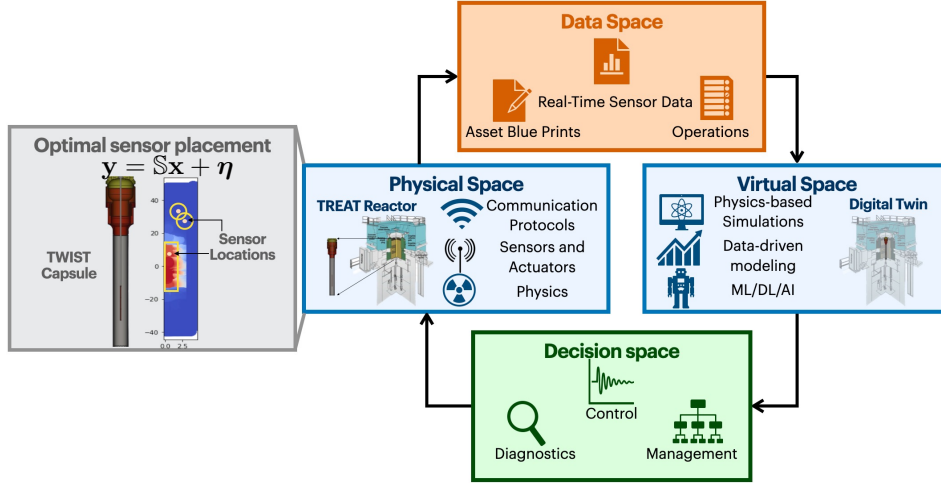 Data Space
Real-Time Sensor Data
Asset Blue Prints
Operations
Optimal sensor placement
y = 𝕊x + η
40
20
0
−20
−40
0.0 2.5
TWIST
Capsule
Sensor
Locations
Physical Space
TREAT Reactor
Communication
Protocols
Sensors and
Actuators
Physics
Virtual Space
Physics-based
Simulations
Digital Twin
Data-driven
modeling
ML/DL/AI
Decision space
Control
Diagnostics
Management